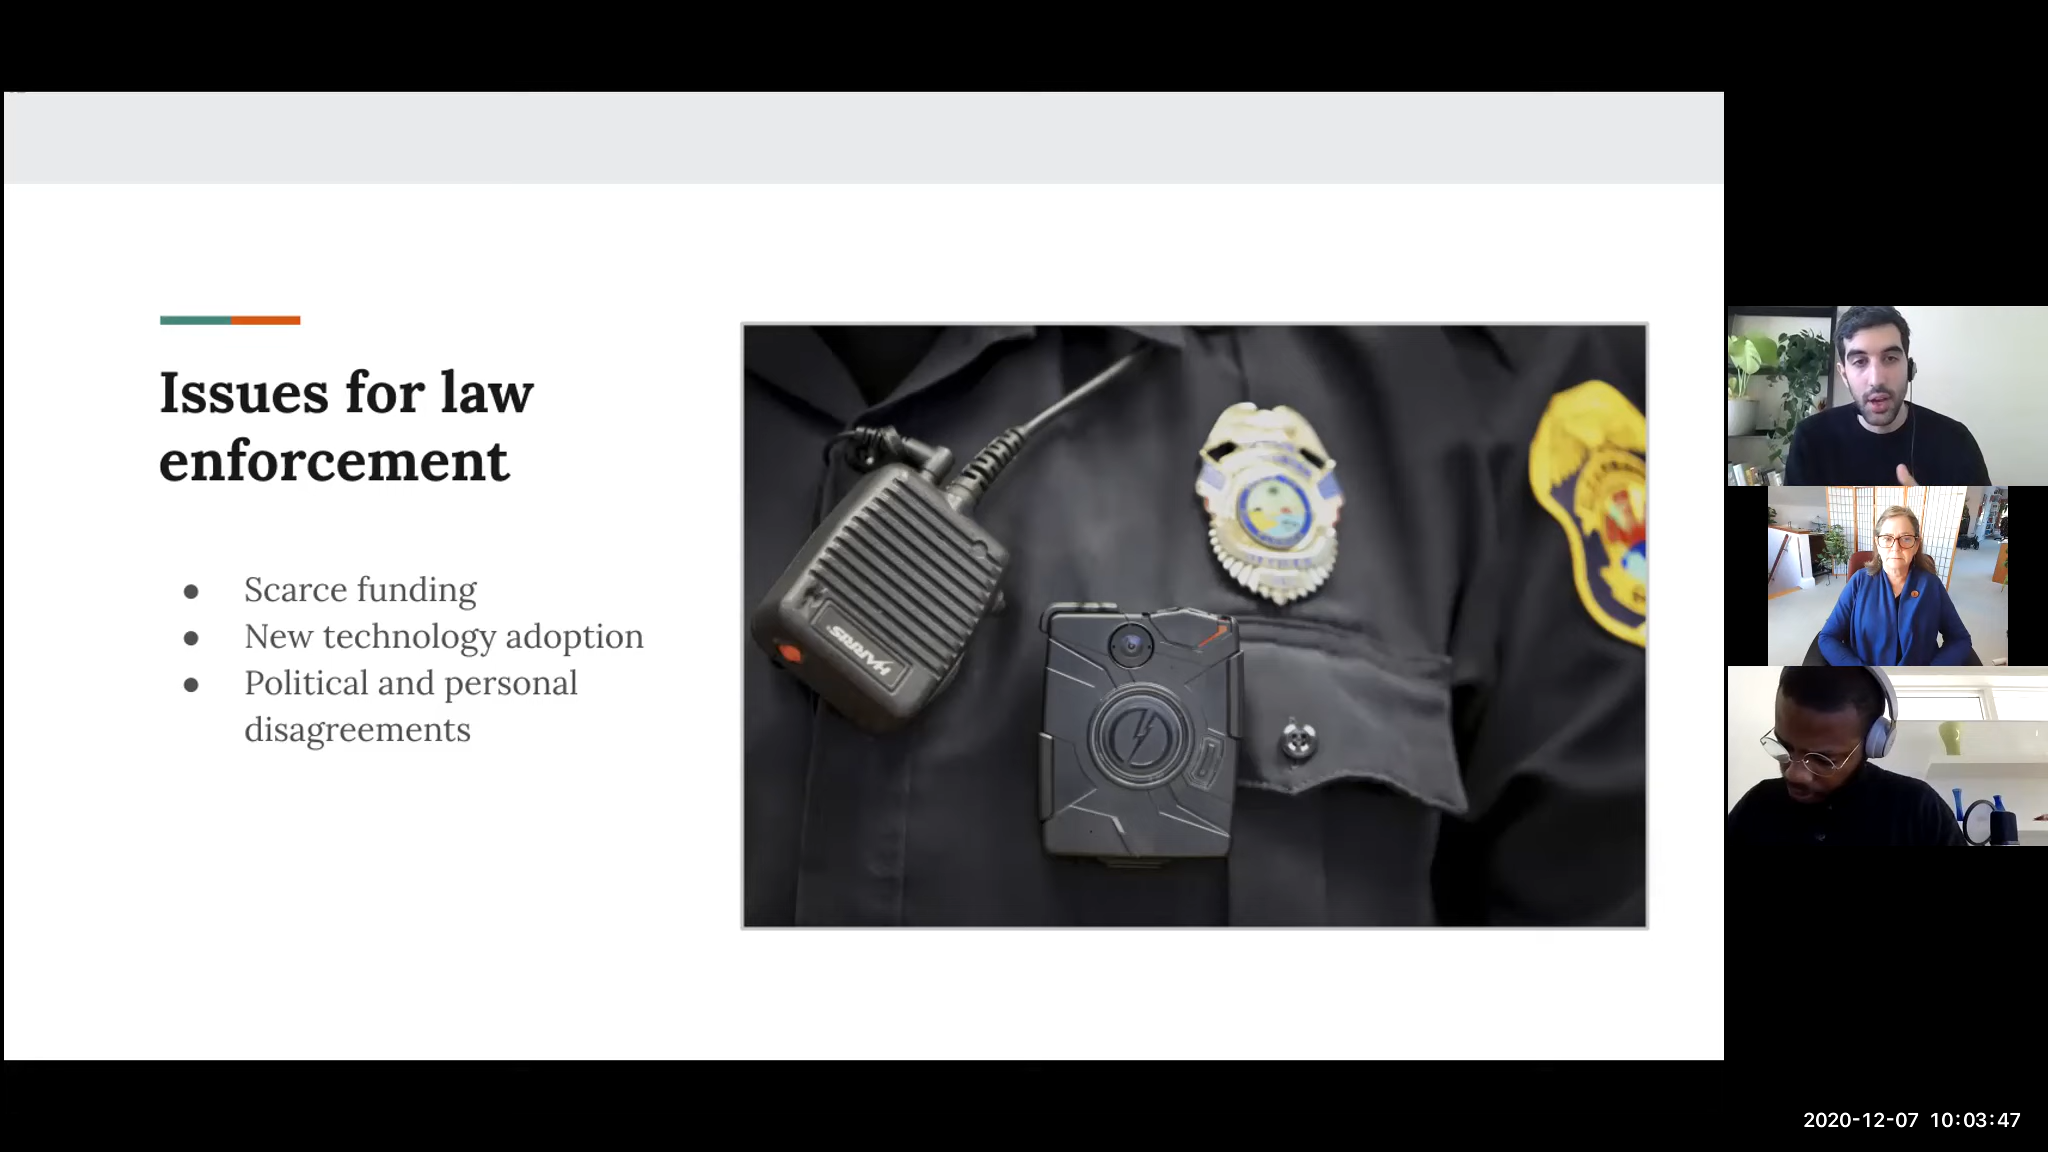 Issues for law
enforcement
● Scarce funding
● New technology adoption
● Political and personal
disagreements
HARRIS
2020-12-07 10:03:47